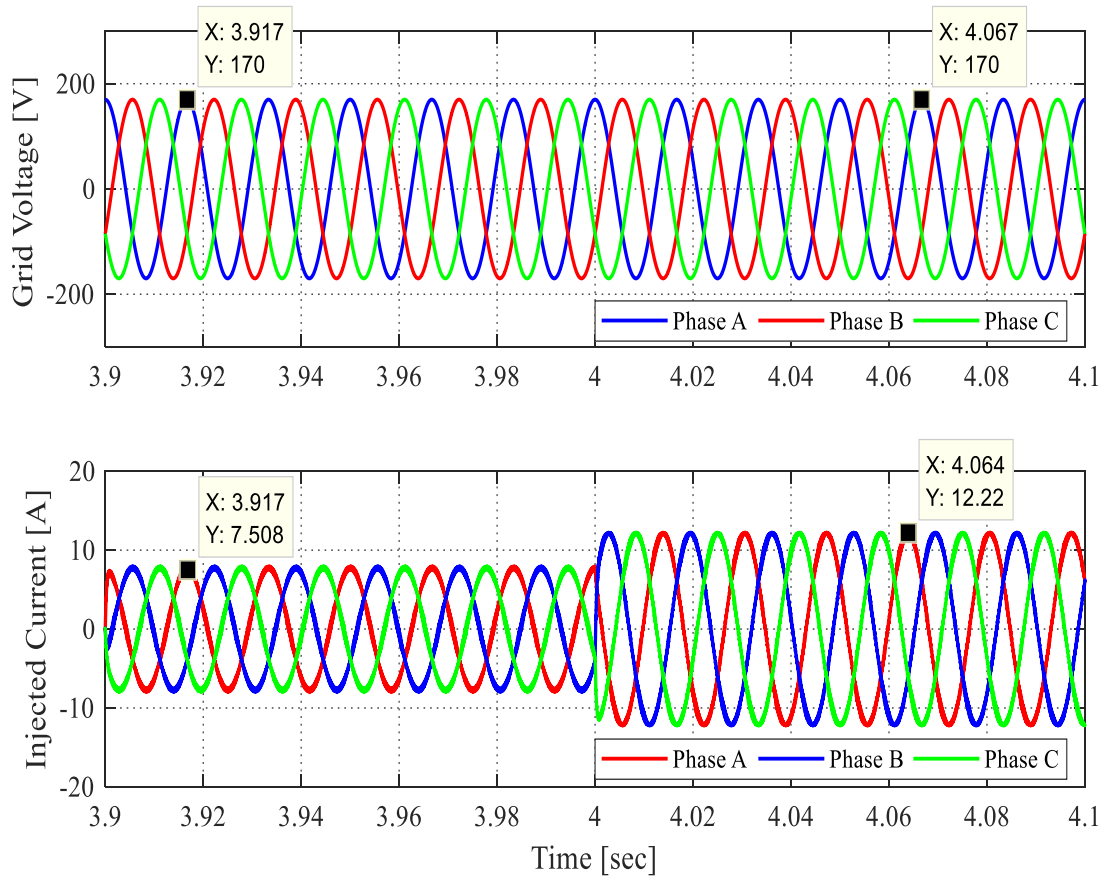 X: 3.917
Y: 170
X: 4.067
Y: 170
Grid Voltage [V]
200
0
-200
Phase A Phase B Phase C
3.9 3.92 3.94 3.96 3.98 4 4.02 4.04 4.06 4.08 4.1
X: 3.917
Y: 7.508
X: 4.064
Y: 12.22
Injected Current [A]
20
10
0
-10
-20
Phase A Phase B Phase C
3.9 3.92 3.94 3.96 3.98 4 4.02 4.04 4.06 4.08 4.1
Time [sec]